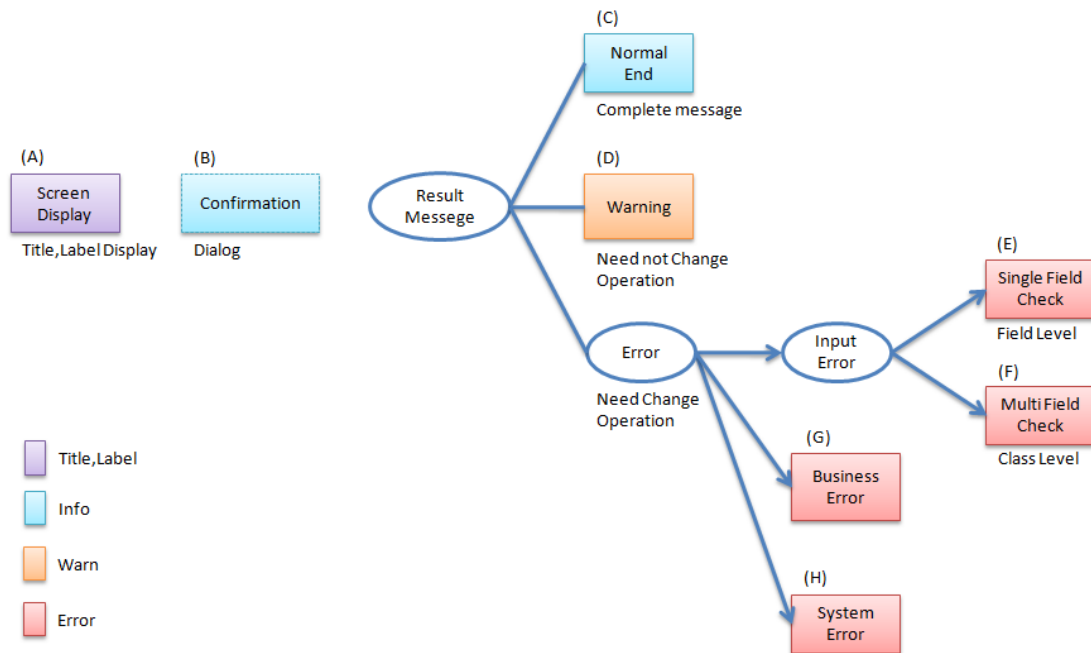 (C)
Normal
End
Complete message
(A)
Screen
Display
Title,Label Display
(B)
Confirmation
Dialog
Result
Messege
(D)
Warning
Need not Change
Operation
Error
Need Change
Operation
Input
Error
(E)
Single Field
Check
Field Level
(F)
Multi Field
Check
Class Level
(G)
Business
Error
(H)
System
Error
Title,Label
Info
Warn
Error